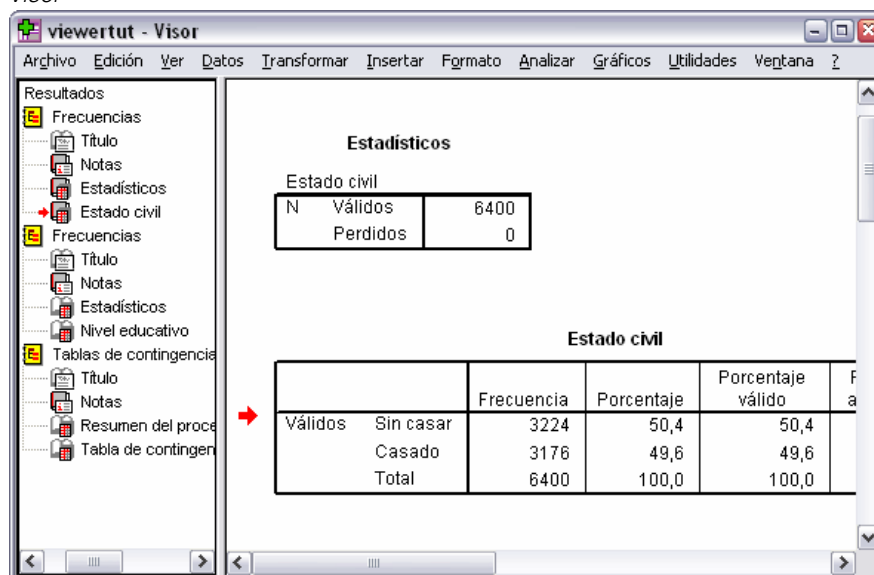 Visor
viewertut - Visor
Archivo Edición Ver Datos Transformar Insertar Formato Analizar Gráficos Utilidades Ventana ?
Resultados
Frecuencias
Título
Notas
Estadísticos
Estado civil
Frecuencias
Título
Notas
Estadísticos
Nivel educativo
Tablas de contingencia
Título
Notas
Resumen del proce
Tabla de contingen
Estadísticos
Estado civil
N Válidos 6400
Perdidos 0
Estado civil
Frecuencia Porcentaje Porcentaje válido
Válidos Sin casar 3224 50,4 50,4
Casado 3176 49,6 49,6
Total 6400 100,0 100,0